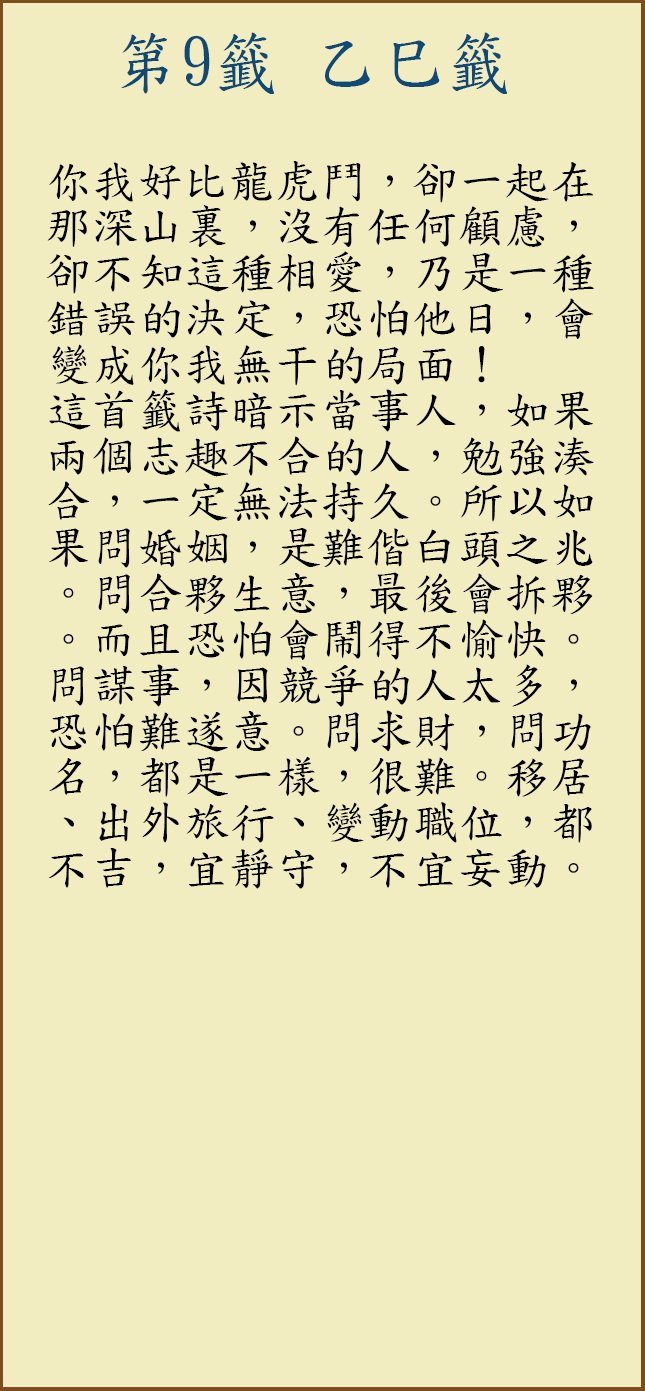 第9籤 乙巳籤
你我好比龍虎鬥，卻一起在
那深山裏，沒有任何顧慮，
卻不知這種相愛，乃是一種
錯誤的決定，恐怕他日，會
變成你我無干的局面！
這首籤詩暗示當事人，如果
兩個志趣不合的人，勉強湊
合，一定無法持久。所以如
果問婚姻，是難偕白頭之兆
。問合夥生意，最後會拆夥
。而且恐怕會鬧得不愉快。
問謀事，因競爭的人太多，
恐怕難遂意。問求財，問功
名，都是一樣，很難。移居
、出外旅行、變動職位，都
不吉，宜靜守，不宜妄動。